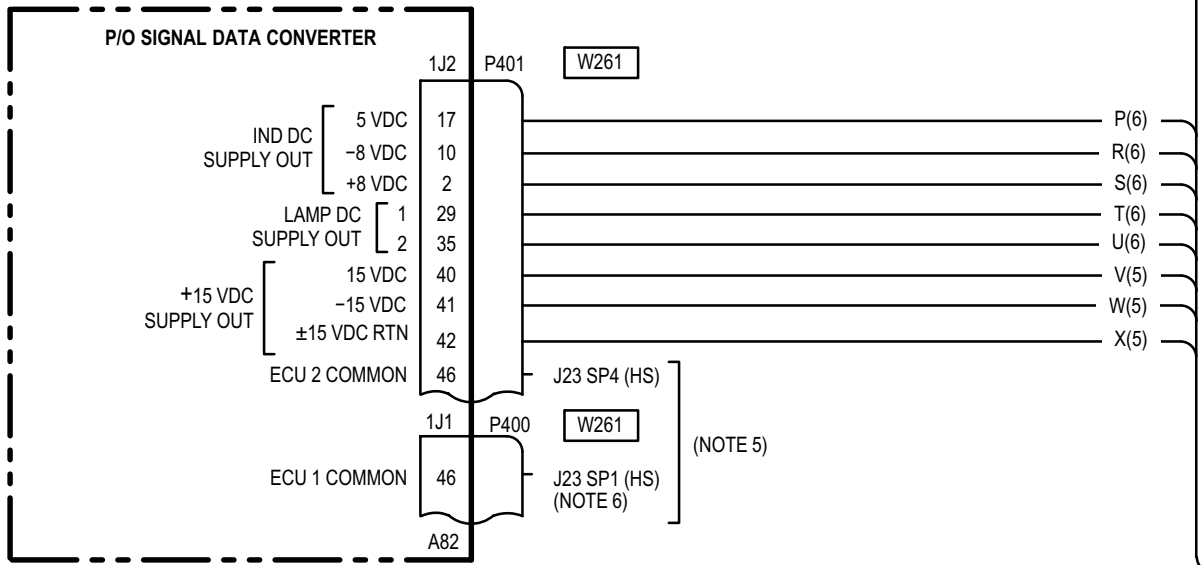 P/O SIGNAL DATA CONVERTER
1J2 P401 W261
IND DC
SUPPLY OUT
5 VDC 17 P(6)
−8 VDC 10 R(6)
+8 VDC 2 S(6)
LAMP DC
SUPPLY OUT
1 29 T(6)
2 35 U(6)
+15 VDC
SUPPLY OUT
15 VDC 40 V(5)
−15 VDC 41 W(5)
±15 VDC RTN 42 X(5)
ECU 2 COMMON 46 J23 SP4 (HS)
1J1 P400 W261
(NOTE 5)
ECU 1 COMMON 46 J23 SP1 (HS)
(NOTE 6)
A82